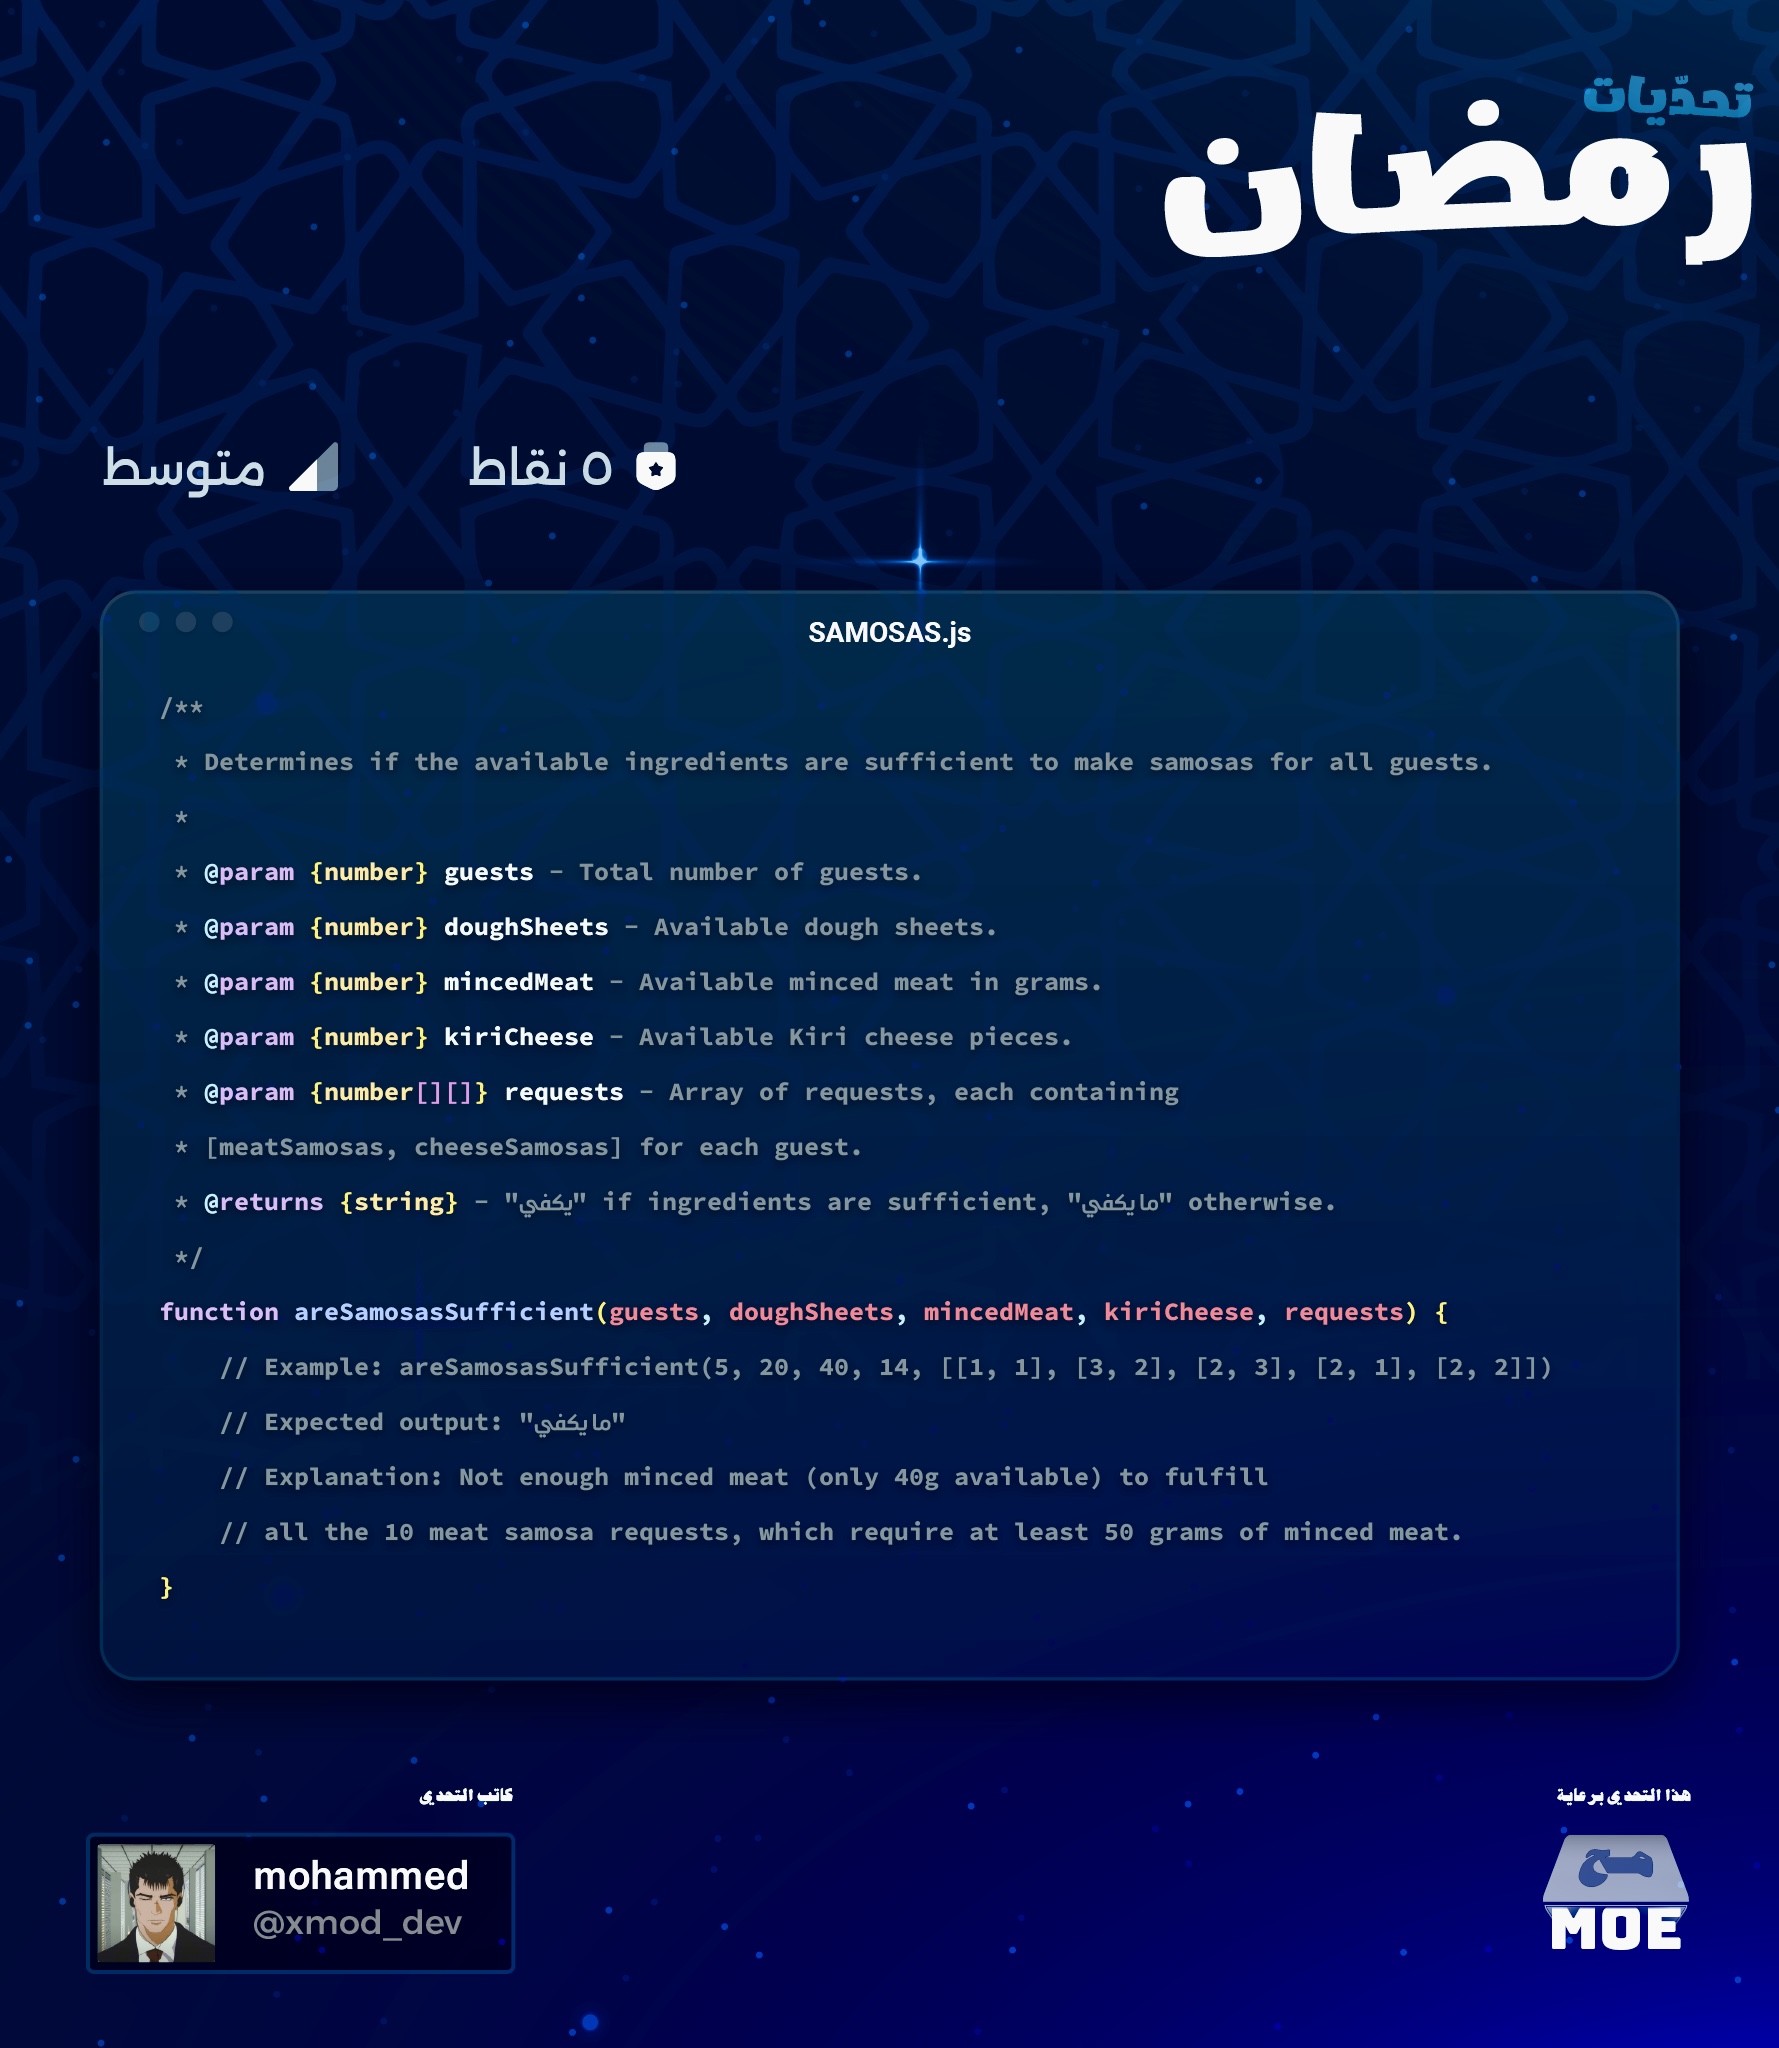 تحدّيات
رمضان
٥ نقاط
متوسط
SAMOSAS.js
/**
* Determines if the available ingredients are sufficient to make samosas for all guests.
*
* @param {number} guests - Total number of guests.
* @param {number} doughSheets - Available dough sheets.
* @param {number} mincedMeat - Available minced meat in grams.
* @param {number} kiriCheese - Available Kiri cheese pieces.
* @param {number[][]} requests - Array of requests, each containing
* [meatSamosas, cheeseSamosas] for each guest.
* @returns {string} - "يكفي" if ingredients are sufficient, "مايكفي" otherwise.
*/
function areSamosasSufficient(guests, doughSheets, mincedMeat, kiriCheese, requests) {
// Example: areSamosasSufficient(5, 20, 40, 14, [[1, 1], [3, 2], [2, 3], [2, 1], [2, 2]])
// Expected output: "مايكفي"
// Explanation: Not enough minced meat (only 40g available) to fulfill
// all the 10 meat samosa requests, which require at least 50 grams of minced meat.
}
هذا التحدي برعاية
MOE
كاتب التحدي
mohammed
@xmod_dev